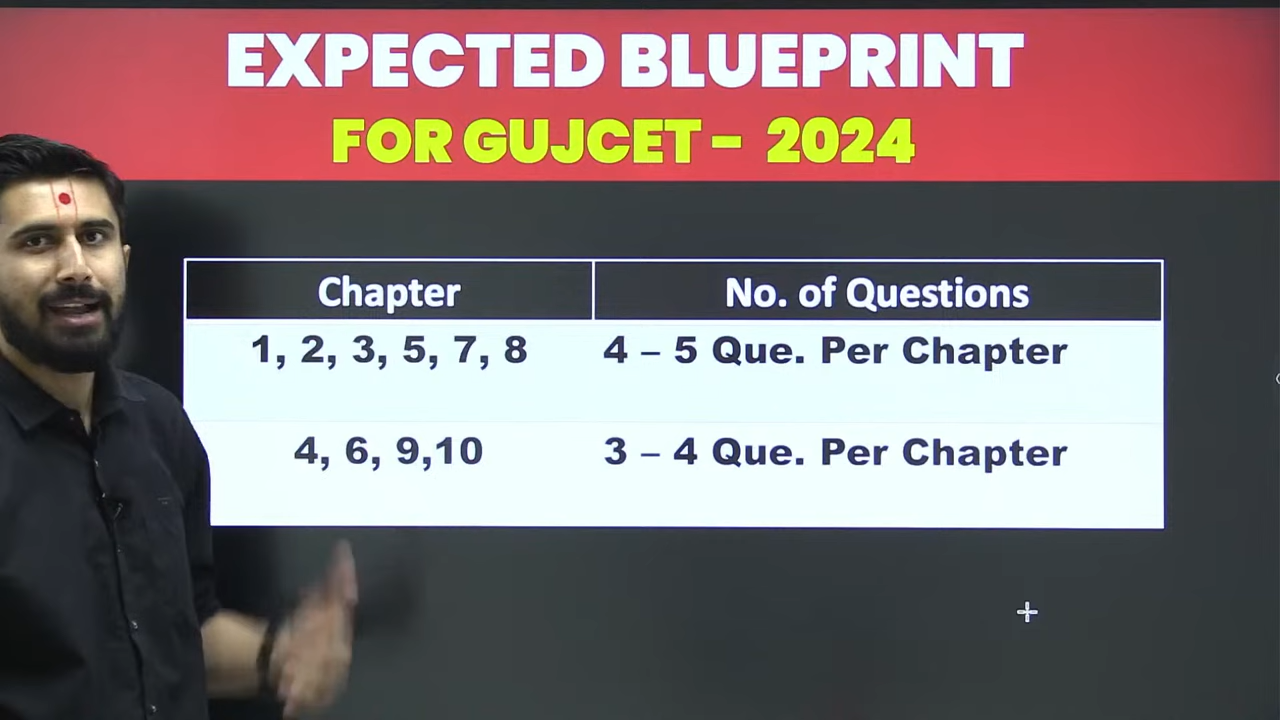 EXPECTED BLUEPRINT
FOR GUJCET - 2024
Chapter
No. of Questions
1, 2, 3, 5, 7, 8
4 – 5 Que. Per Chapter
4, 6, 9,10
3 – 4 Que. Per Chapter